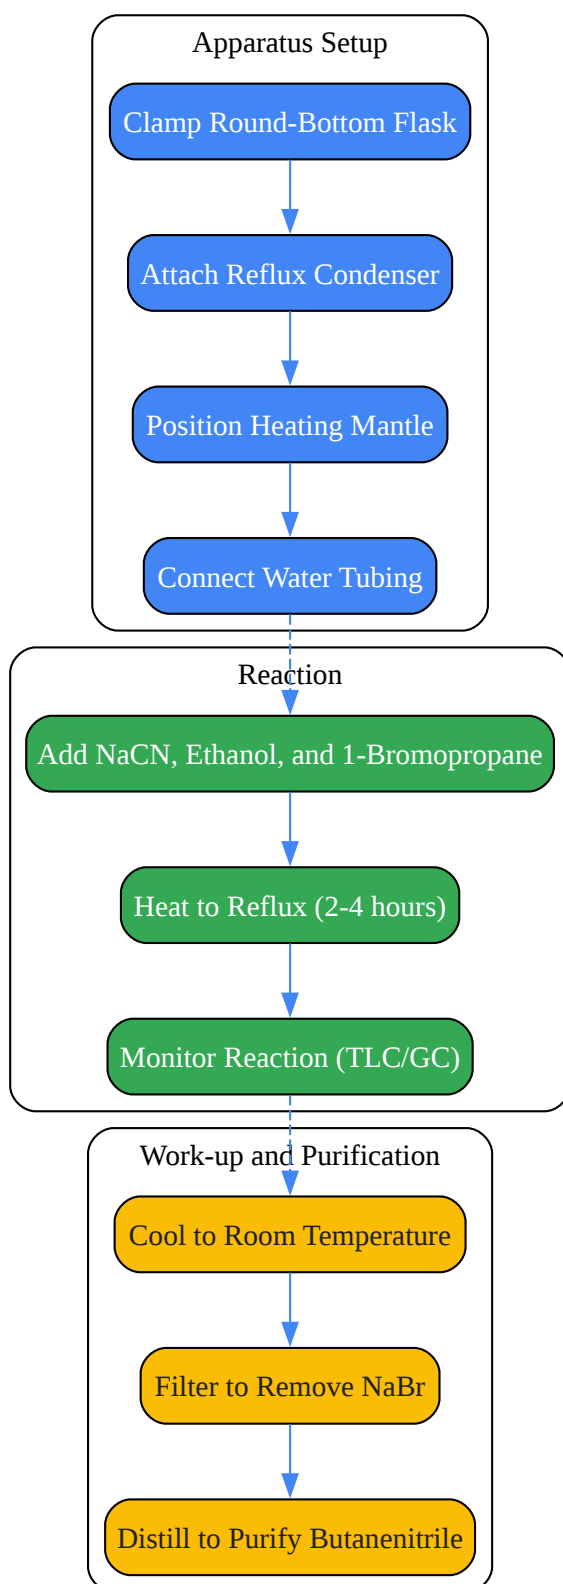 Apparatus Setup
Clamp Round-Bottom Flask
Attach Reflux Condenser
Position Heating Mantle
Connect Water Tubing
Reaction
Add NaCN, Ethanol, and 1-Bromopropane
Heat to Reflux (2-4 hours)
Monitor Reaction (TLC/GC)
Work-up and Purification
Cool to Room Temperature
Filter to Remove NaBr
Distill to Purify Butanenitrile